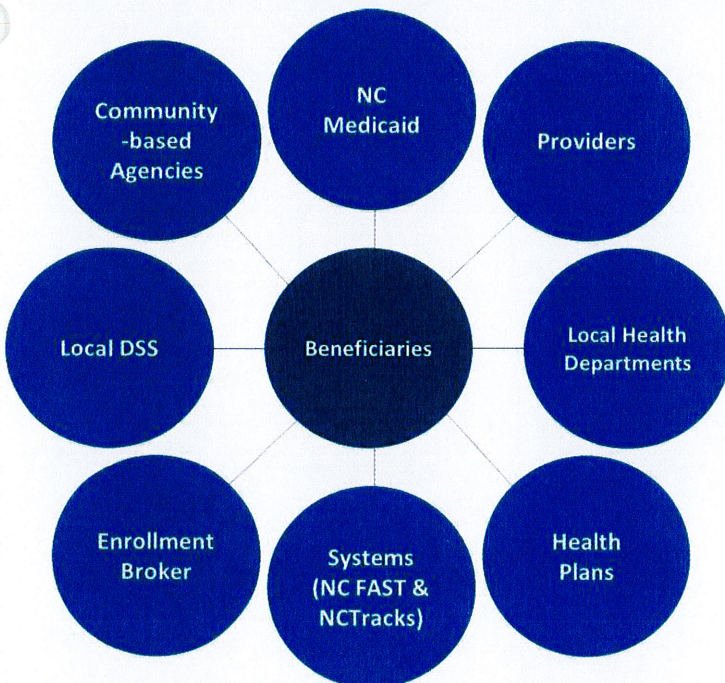 Community
-based
Agencies
NC
Medicaid
Providers
Local DSS
Beneficiaries
Local Health
Departments
Enrollment
Broker
Systems
(NC FAST &
NCTracks)
Health
Plans